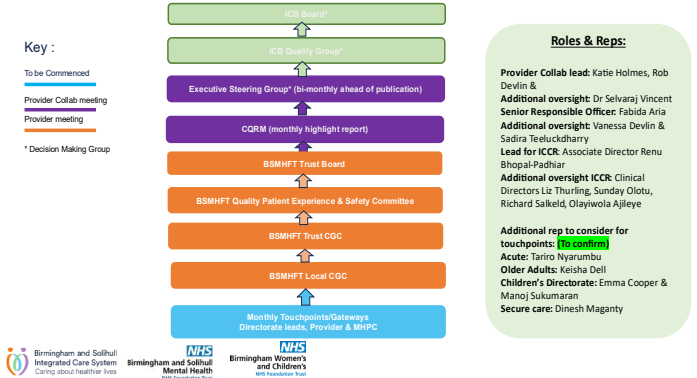 Key :
To be Commenced
Provider Collab meeting
Provider meeting
* Decision Making Group
ICB Board*
ICB Quality Group*
Executive Steering Group* (bi-monthly ahead of publication)
CQRM (monthly highlight report)
BSMHFT Trust Board
BSMHFT Quality Patient Experience & Safety Committee
BSMHFT Trust CGC
BSMHFT Local CGC
Monthly Touchpoints/Gateways
Directorate leads, Provider & MHPC
Roles & Reps:
Provider Collab lead: Katie Holmes, Rob
Devlin &
Additional oversight: Dr Selvaraj Vincent
Senior Responsible Officer: Fabida Aria
Additional oversight: Vanessa Devlin &
Sadira Teeluckdharry
Lead for ICCR: Associate Director Renu
Bhopal-Padhiar
Additional oversight ICCR: Clinical
Directors Liz Thurling, Sunday Olotu,
Richard Salkeld, Olayiwola Ajileye
Additional rep to consider for
touchpoints: (To confirm)
Acute: Tariro Nyarumbu
Older Adults: Keisha Dell
Children's Directorate: Emma Cooper &
Manoj Sukumaran
Secure care: Dinesh Maganty
Birmingham and Solihull
Integrated Care System
Caring about healthier lives
NHS
Birmingham and Solihull
Mental Health
NHS Foundation Trust
NHS
Birmingham Women's
and Children's
NHS Foundation Trust